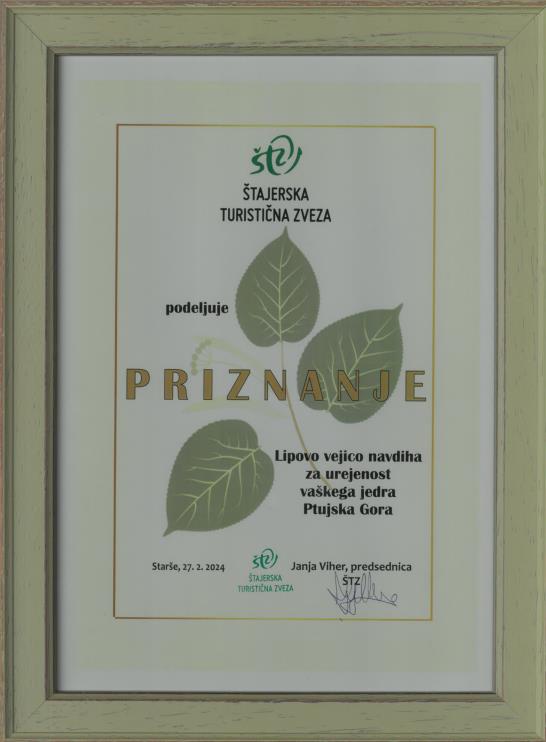 štz
ŠTAJERSKA
TURISTIČNA ZVEZA
podeljuje
PRIZNANJE
Lipovo vejico navdiha
za urejenost
vaškega jedra
Ptujska Gora
Starše, 27. 2. 2024
štz
ŠTAJERSKA
TURISTIČNA ZVEZA
Janja Viher, predsednica
ŠTZ